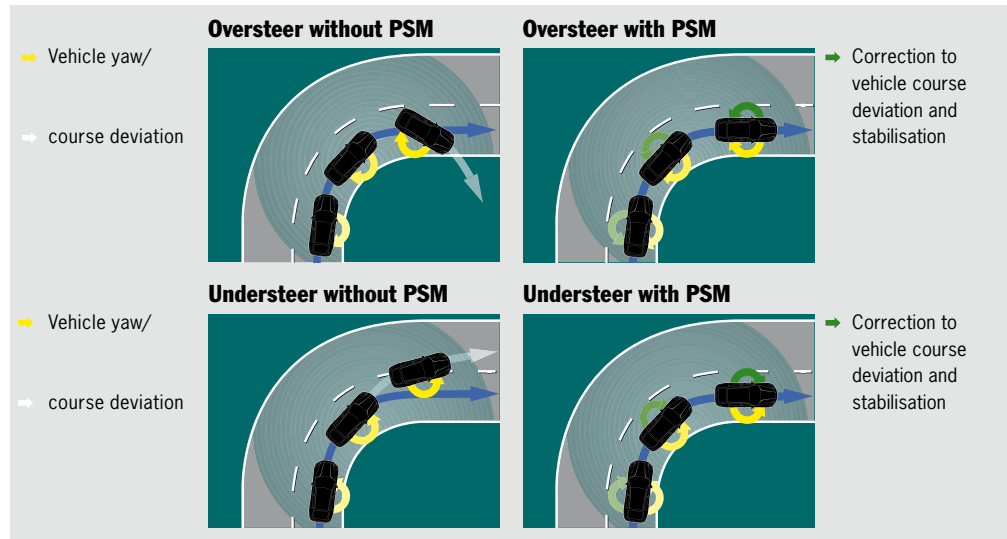 Oversteer without PSM
Oversteer with PSM
Vehicle yaw/
course deviation
Correction to
vehicle course
deviation and
stabilisation
Understeer without PSM
Understeer with PSM
Vehicle yaw/
course deviation
Correction to
vehicle course
deviation and
stabilisation